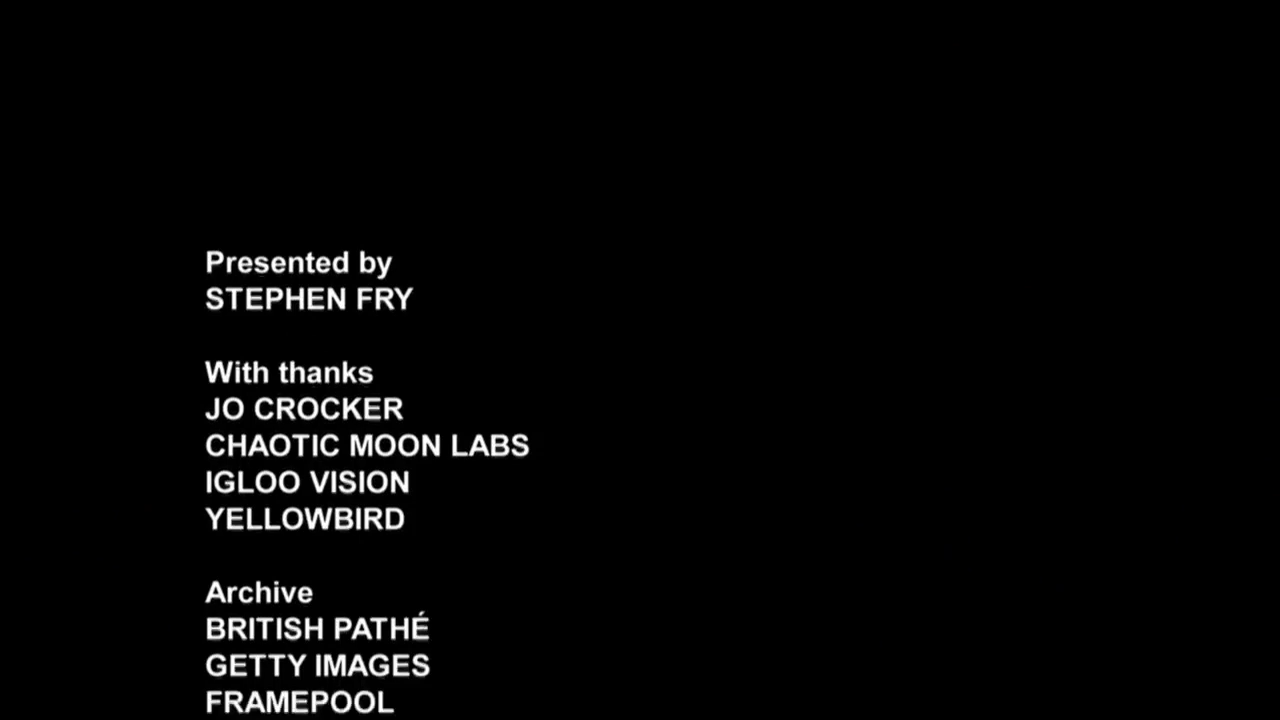 Presented by
STEPHEN FRY
With thanks
JO CROCKER
CHAOTIC MOON LABS
IGLOO VISION
YELLOWBIRD
Archive
BRITISH PATHÉ
GETTY IMAGES
FRAMEPOOL